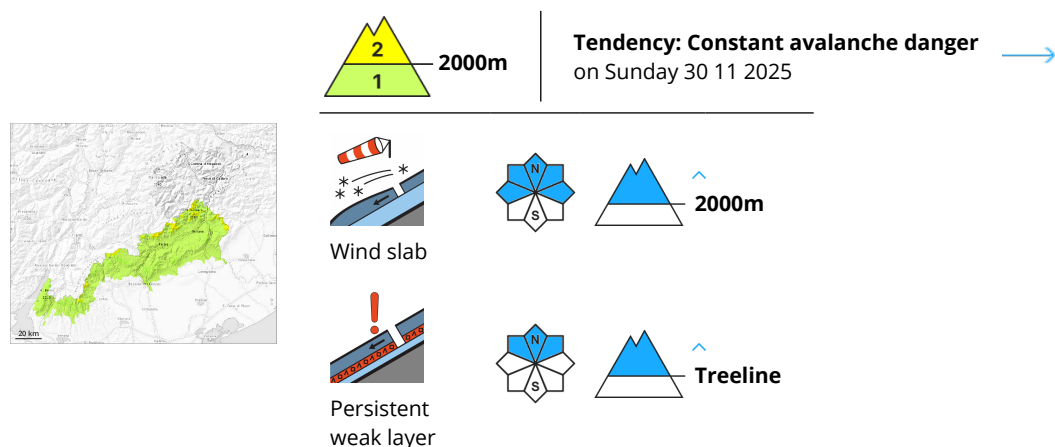 2
1
2000m
Tendency: Constant avalanche danger
on Sunday 30 11 2025
N
S
2000m
Wind slab
N
S
Treeline
Persistent
weak layer
20 km